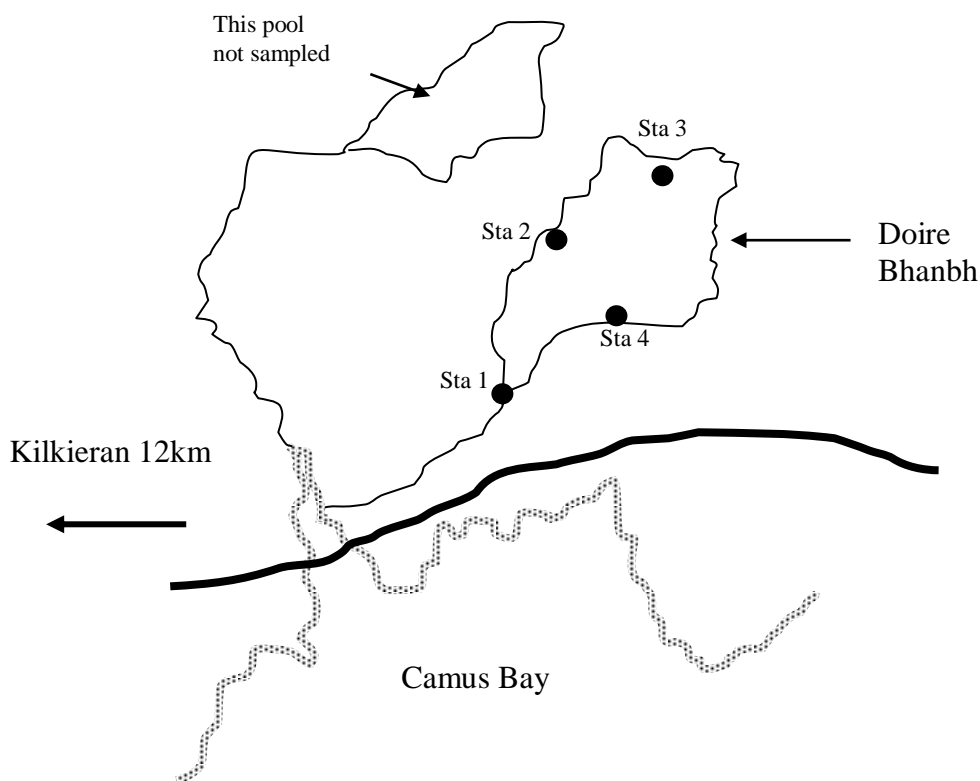 This pool
not sampled
Sta 3
Sta 2
Doire
Bhanbh
Sta 4
Sta 1
Kilkieran 12km
Camus Bay